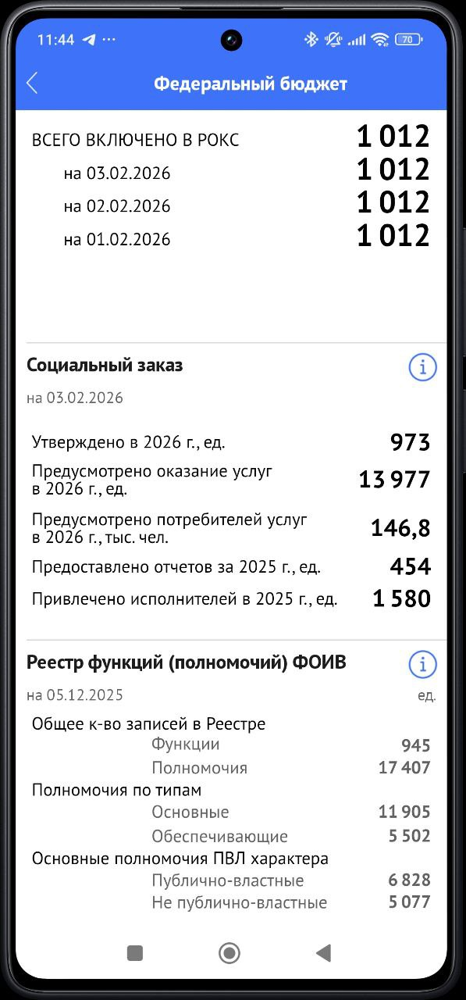 11:44
70
Федеральный бюджет
ВСЕГО ВКЛЮЧЕНО В РОКС 1 012
на 03.02.2026 1 012
на 02.02.2026 1 012
на 01.02.2026 1 012
Социальный заказ
на 03.02.2026
Утверждено в 2026 г., ед. 973
Предусмотрено оказание услуг
в 2026 г., ед. 13 977
Предусмотрено потребителей услуг
в 2026 г., тыс. чел. 146,8
Предоставлено отчетов за 2025 г., ед. 454
Привлечено исполнителей в 2025 г., ед. 1 580
Реестр функций (полномочий) ФОИВ
на 05.12.2025 ед.
Общее к-во записей в Реестре
Функции 945
Полномочия 17 407
Полномочия по типам
Основные 11 905
Обеспечивающие 5 502
Основные полномочия ПВЛ характера
Публично-властные 6 828
Не публично-властные 5 077